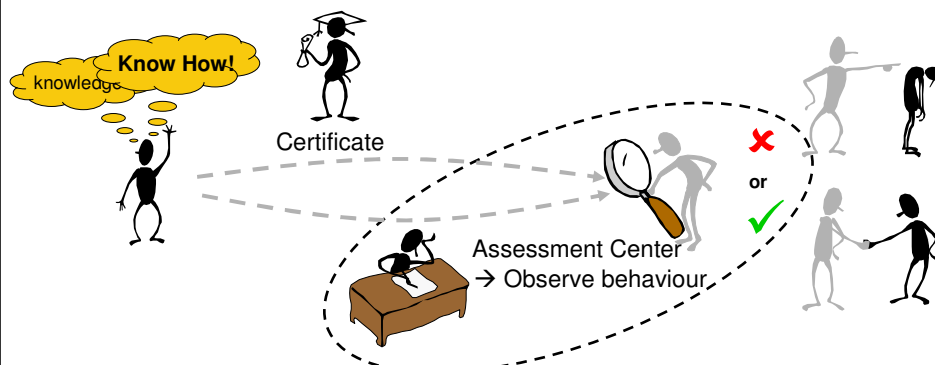 knowledge
Know How!
Certificate
or
Assessment Center
→ Observe behaviour